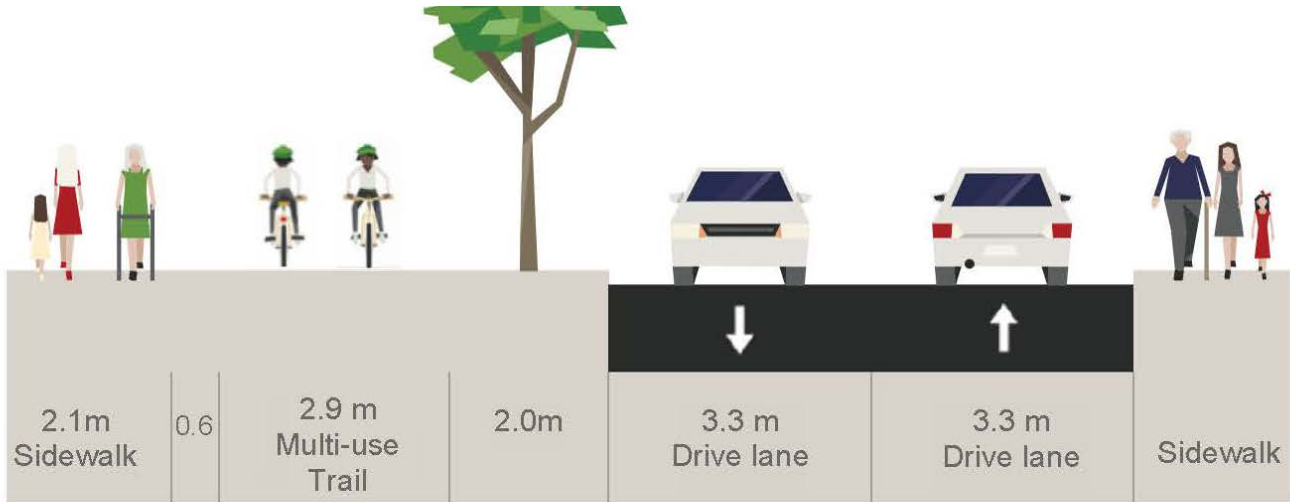 2.1m
Sidewalk
0.6
2.9 m
Multi-use
Trail
2.0m
3.3 m
Drive lane
3.3 m
Drive lane
Sidewalk